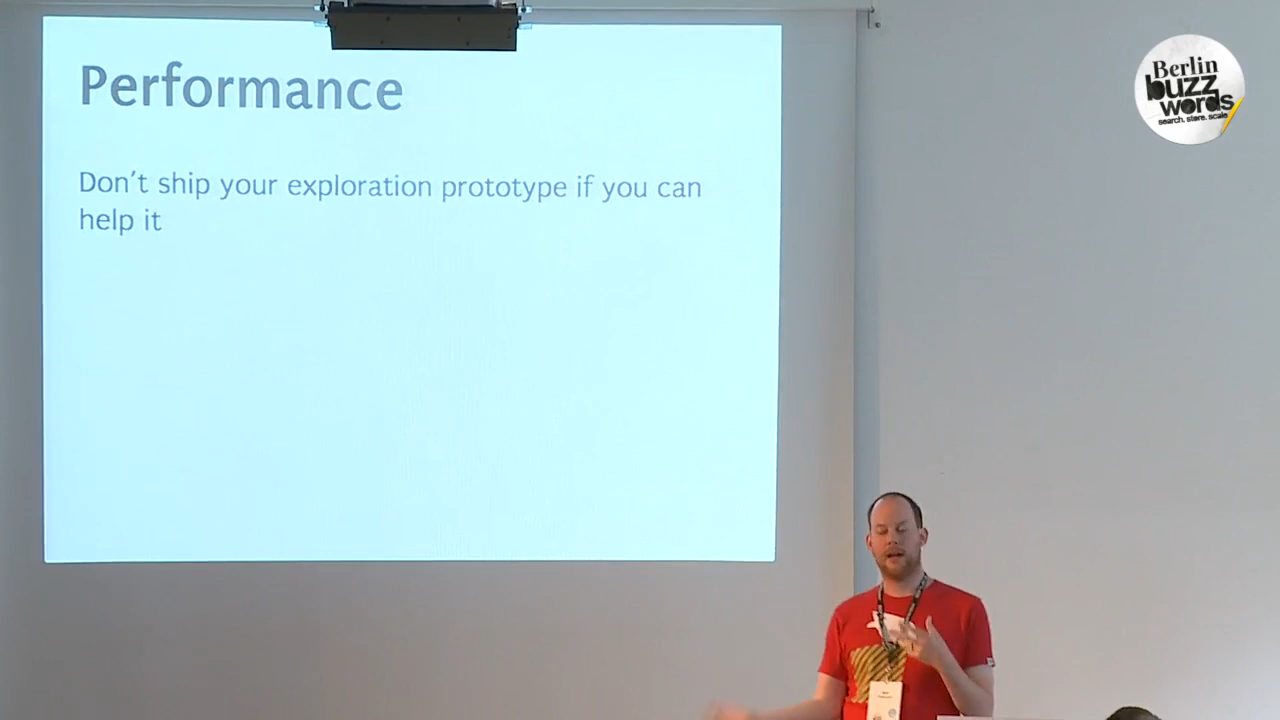 Performance
Don't ship your exploration prototype if you can
help it
Berlin
buzz
words
search. store. scale